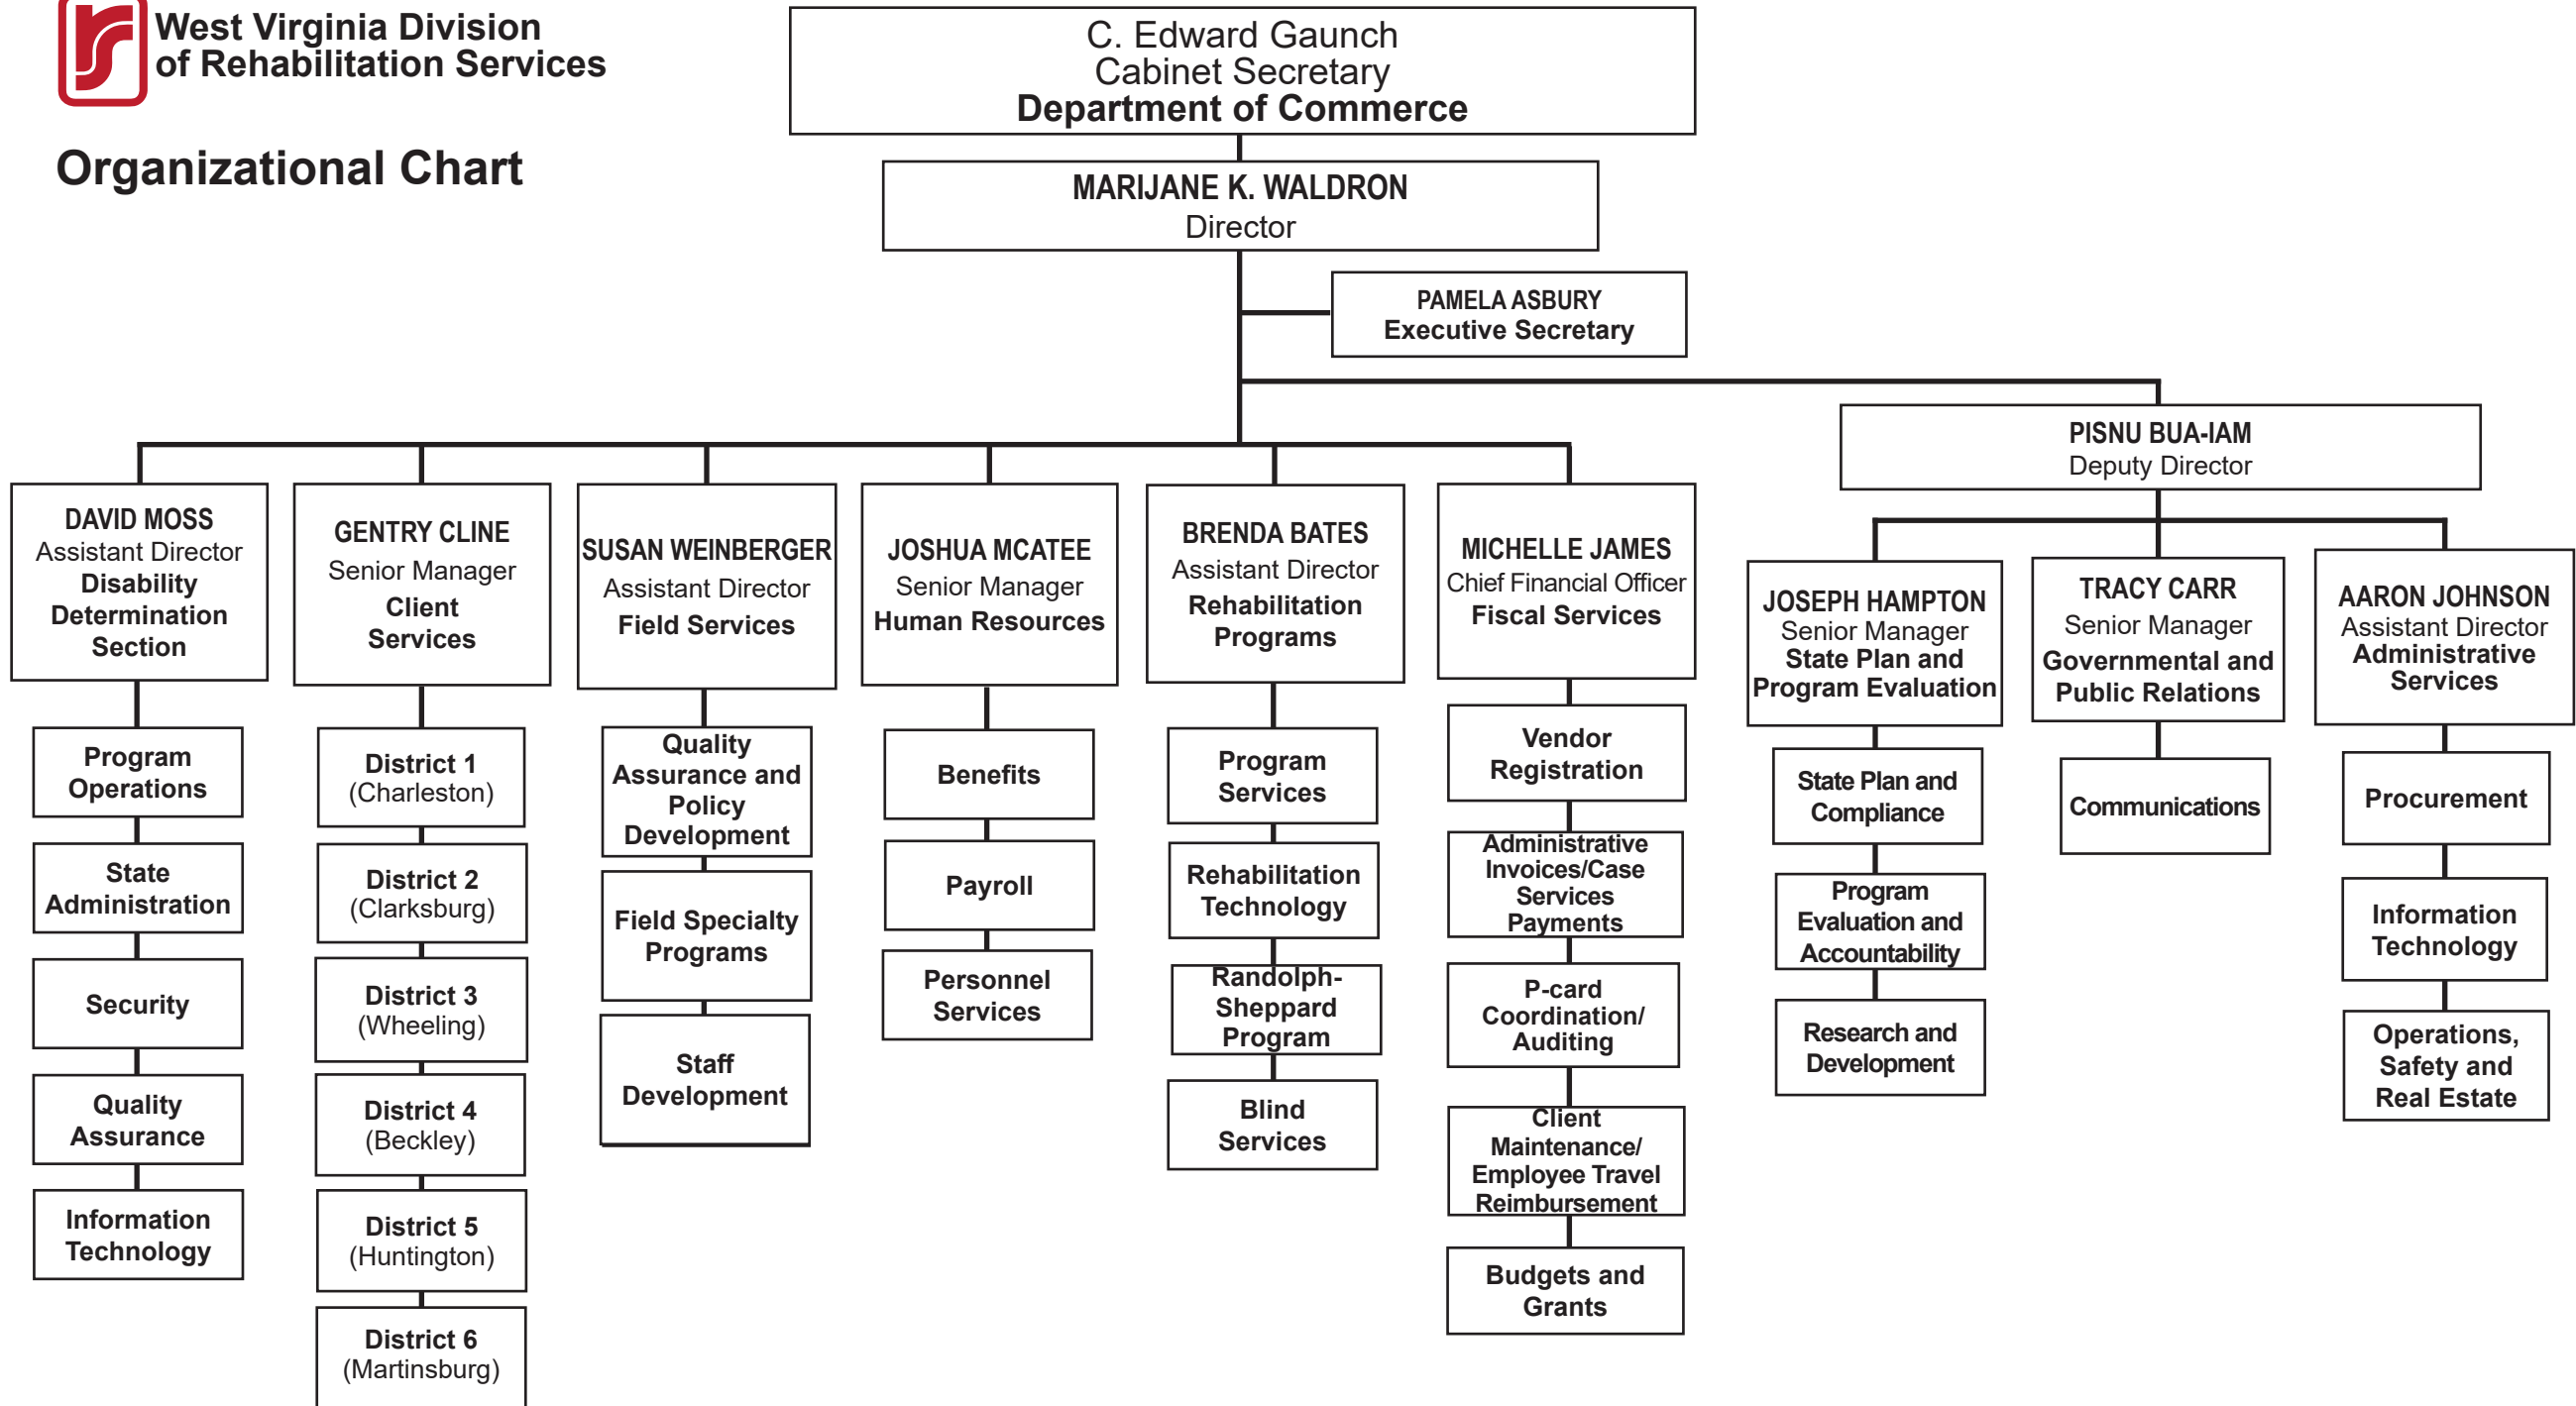 West Virginia Division
of Rehabilitation Services
Organizational Chart
C. Edward Gaunch
Cabinet Secretary
Department of Commerce
MARIJANE K. WALDRON
Director
PAMELA ASBURY
Executive Secretary
PISNU BUA-IAM
Deputy Director
DAVID MOSS
Assistant Director
Disability
Determination
Section
Program
Operations
State
Administration
Security
Quality
Assurance
Information
Technology
GENTRY CLINE
Senior Manager
Client
Services
District 1
(Charleston)
District 2
(Clarksburg)
District 3
(Wheeling)
District 4
(Beckley)
District 5
(Huntington)
District 6
(Martinsburg)
SUSAN WEINBERGER
Assistant Director
Field Services
Quality
Assurance and
Policy
Development
Field Specialty
Programs
Staff
Development
JOSHUA MCATEE
Senior Manager
Human Resources
Benefits
Payroll
Personnel
Services
BRENDA BATES
Assistant Director
Rehabilitation
Programs
Program
Services
Rehabilitation
Technology
Randolph-
Sheppard
Program
Blind
Services
MICHELLE JAMES
Chief Financial Officer
Fiscal Services
Vendor
Registration
Administrative
Invoices/Case
Services
Payments
P-card
Coordination/
Auditing
Client
Maintenance/
Employee Travel
Reimbursement
Budgets and
Grants
JOSEPH HAMPTON
Senior Manager
State Plan and
Program Evaluation
State Plan and
Compliance
Program
Evaluation and
Accountability
Research and
Development
TRACY CARR
Senior Manager
Governmental and
Public Relations
Communications
AARON JOHNSON
Assistant Director
Administrative
Services
Procurement
Information
Technology
Operations,
Safety and
Real Estate